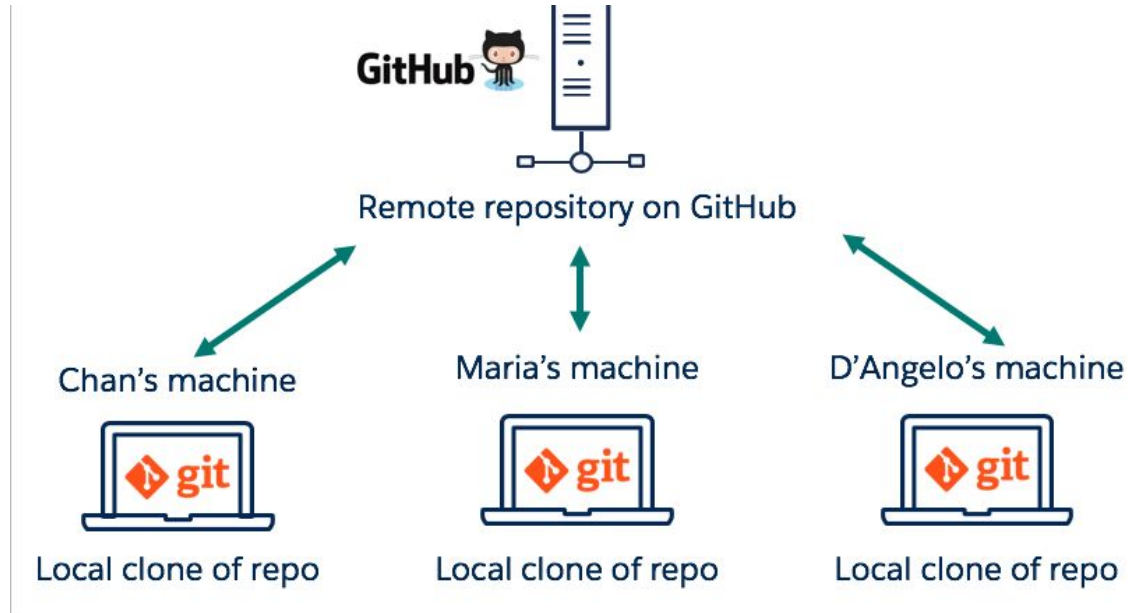 GitHub
Remote repository on GitHub
Chan's machine
Maria's machine
D'Angelo's machine
git
git
git
Local clone of repo
Local clone of repo
Local clone of repo